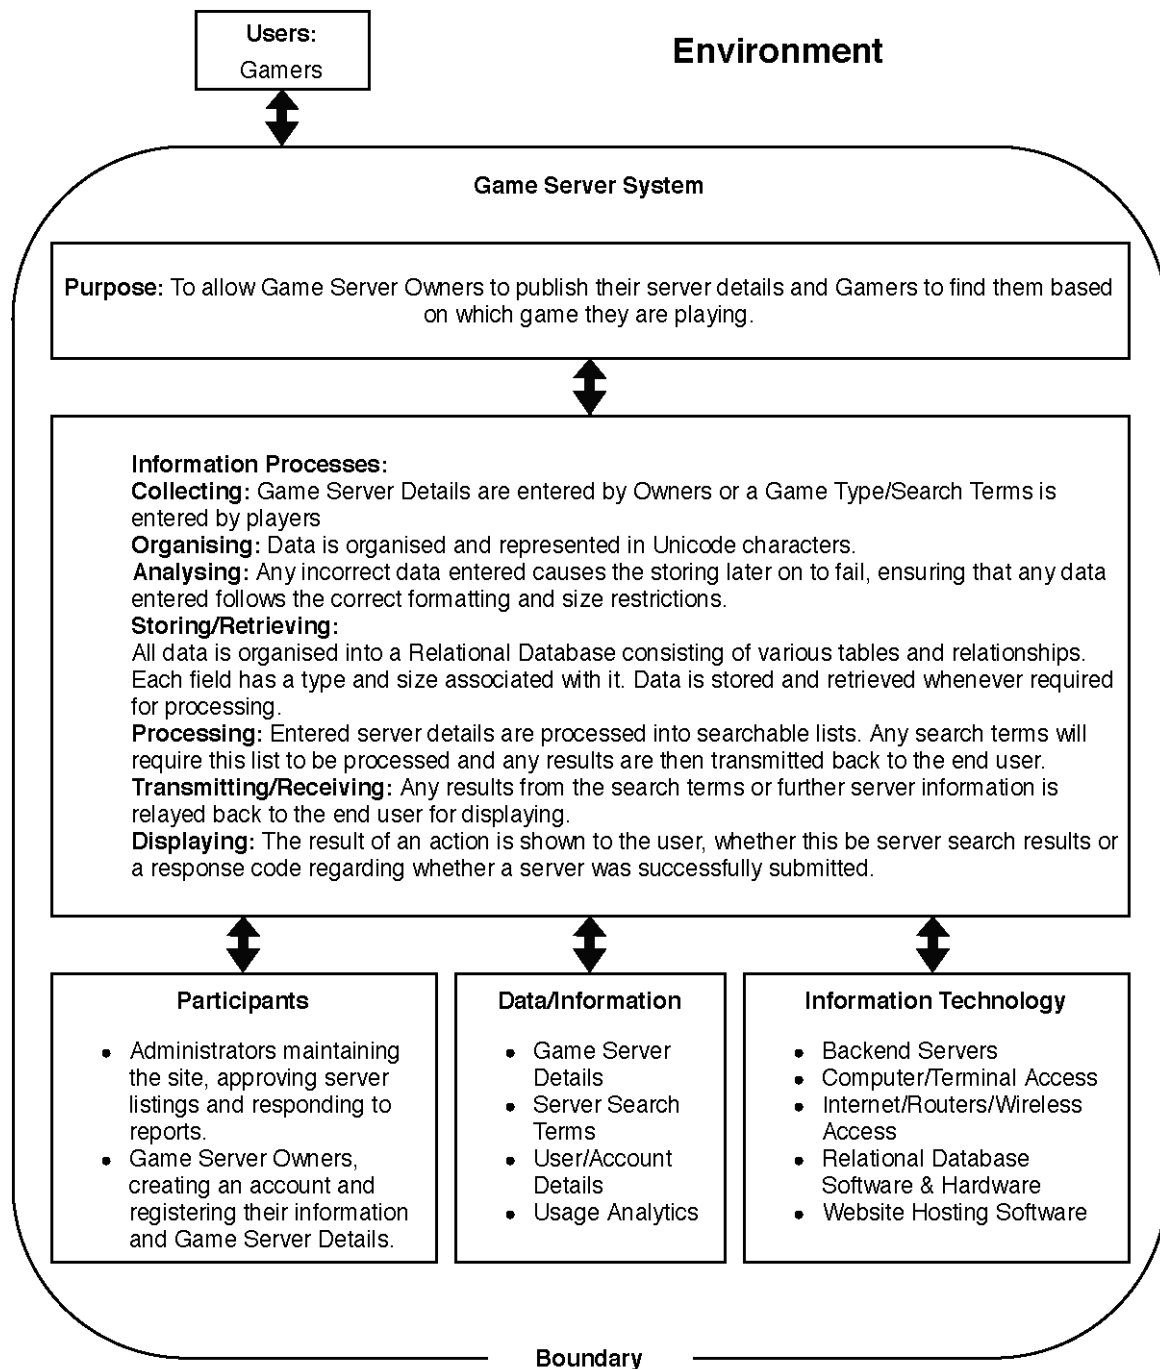 Users:
Gamers
Environment
Game Server System
Purpose: To allow Game Server Owners to publish their server details and Gamers to find them based
on which game they are playing.
Information Processes:
Collecting: Game Server Details are entered by Owners or a Game Type/Search Terms is
entered by players
Organising: Data is organised and represented in Unicode characters.
Analysing: Any incorrect data entered causes the storing later on to fail, ensuring that any data
entered follows the correct formatting and size restrictions.
Storing/Retrieving:
All data is organised into a Relational Database consisting of various tables and relationships.
Each field has a type and size associated with it. Data is stored and retrieved whenever required
for processing.
Processing: Entered server details are processed into searchable lists. Any search terms will
require this list to be processed and any results are then transmitted back to the end user.
Transmitting/Receiving: Any results from the search terms or further server information is
relayed back to the end user for displaying.
Displaying: The result of an action is shown to the user, whether this be server search results or
a response code regarding whether a server was successfully submitted.
Participants
• Administrators maintaining
the site, approving server
listings and responding to
reports.
• Game Server Owners,
creating an account and
registering their information
and Game Server Details.
Data/Information
• Game Server
Details
• Server Search
Terms
• User/Account
Details
• Usage Analytics
Information Technology
• Backend Servers
• Computer/Terminal Access
• Internet/Routers/Wireless
Access
• Relational Database
Software & Hardware
• Website Hosting Software
Boundary